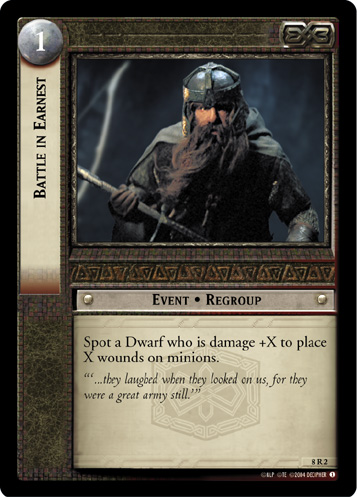 1
BATTLE IN EARNEST
EVENT • REGROUP
Spot a Dwarf who is damage +X to place
X wounds on minions.
“‘...they laughed when they looked on us, for they
were a great army still.’”
8 R 2
©NLP ™TE ©2004 DECIPHER